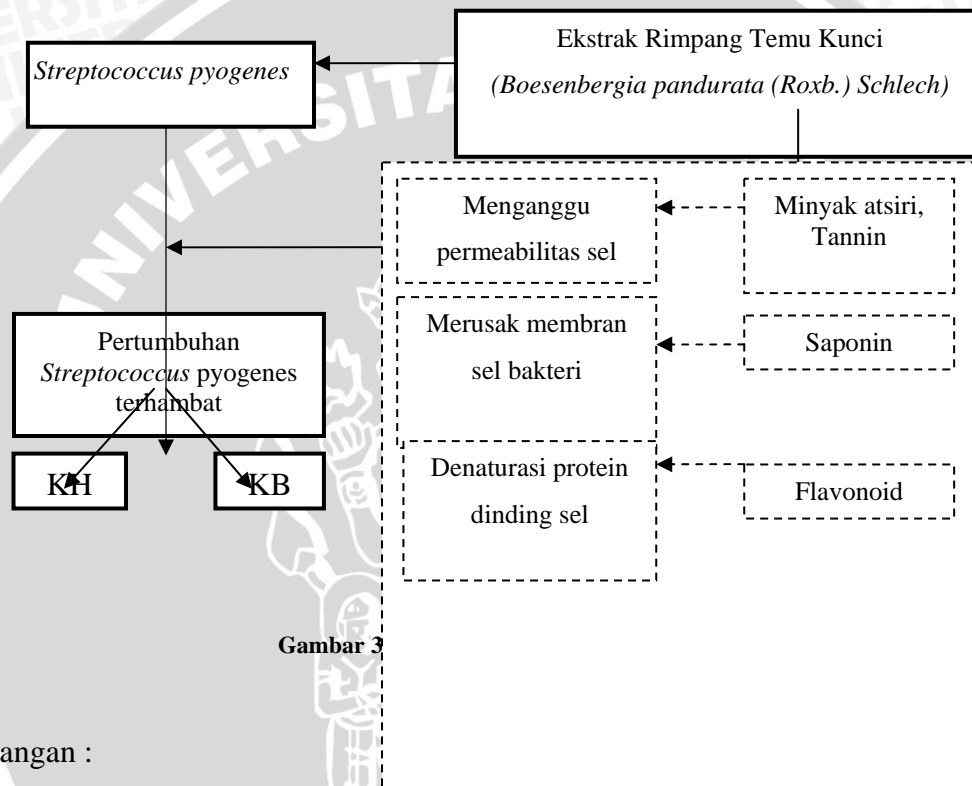 Streptococcus pyogenes
Ekstrak Rimpang Temu Kunci
(Boesenbergia pandurata (Roxb.) Schlech)
Menganggu
permeabilitas sel
Minyak atsiri,
Tannin
Merusak membran
sel bakteri
Saponin
Pertumbuhan
Streptococcus pyogenes
terhambat
KH
KB
Denaturasi protein
dinding sel
Flavonoid
Gambar 3
angan :